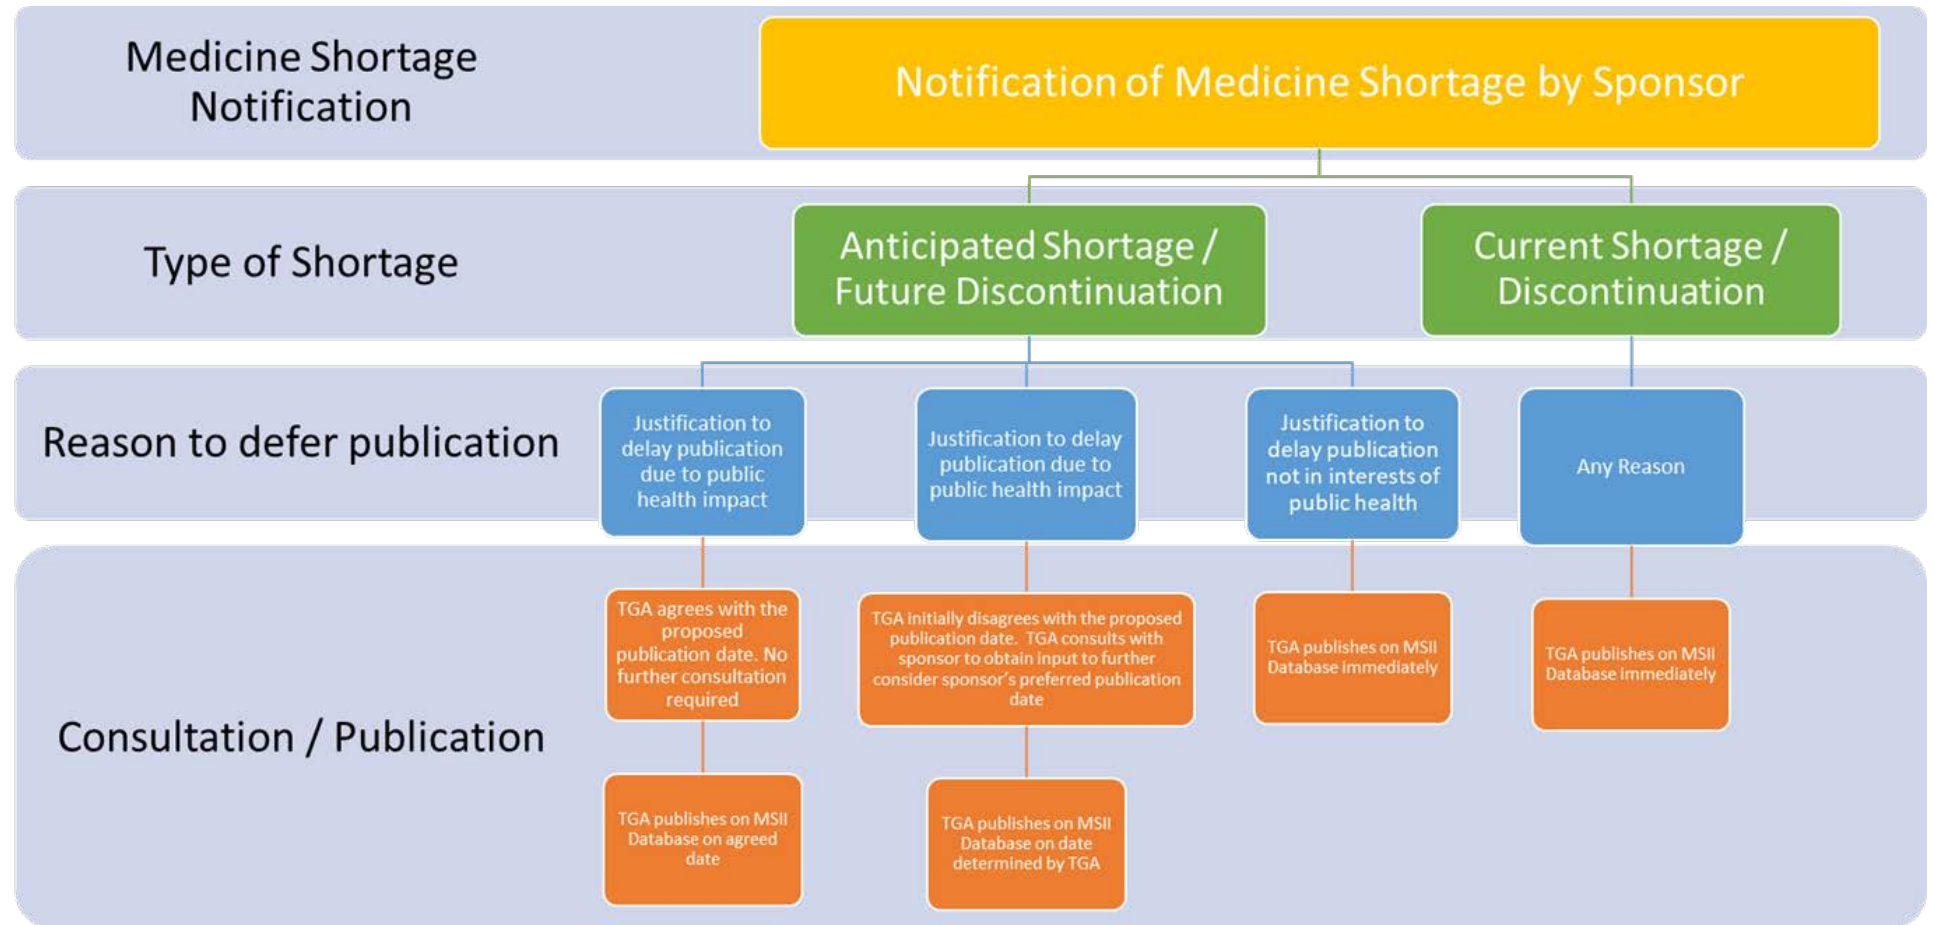 Medicine Shortage
Notification
Notification of Medicine Shortage by Sponsor
Type of Shortage
Anticipated Shortage /
Future Discontinuation
Current Shortage /
Discontinuation
Reason to defer publication
Justification to
delay publication
due to public
health impact
Justification to delay
publication due to
public health impact
Justification to
delay publication
not in interests of
public health
Any Reason
Consultation / Publication
TGA agrees with the
proposed
publication date. No
further consultation
required
TGA initially disagrees with the proposed
publication date. TGA consults with
sponsor to obtain input to further
consider sponsor's preferred publication
date
TGA publishes on MSII
Database immediately
TGA publishes on MSII
Database immediately
TGA publishes on MSII
Database on agreed
date
TGA publishes on MSII
Database on date
determined by TGA